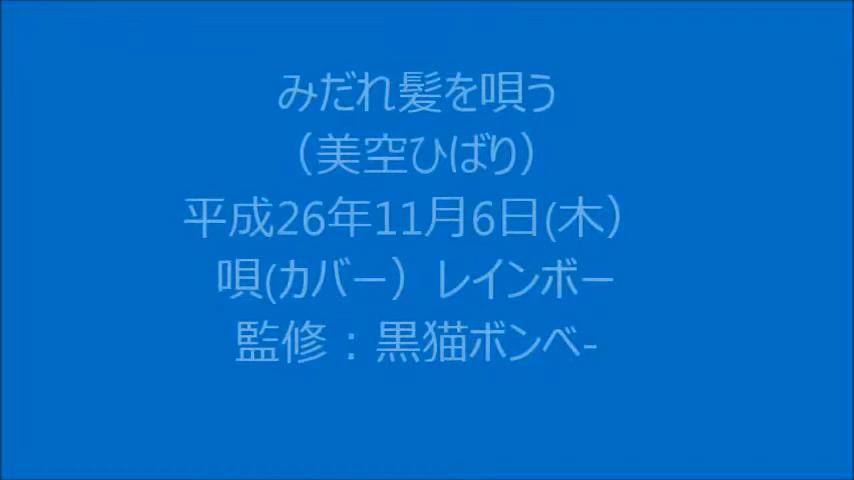 みだれ髪を唄う
（美空ひばり）
平成26年11月6日(木）
唄(カバー）レインボー
監修：黒猫ボンベ-